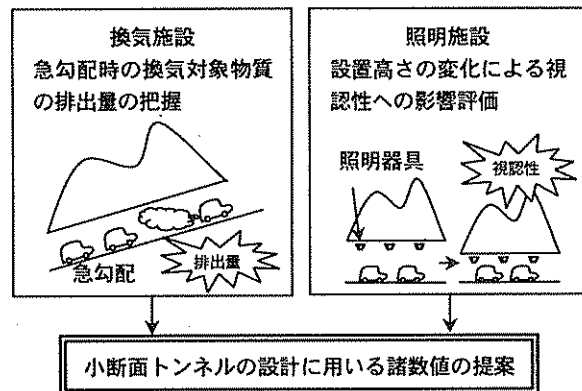 換気施設
急勾配時の換気対象物質
の排出量の把握
急勾配
排出量
照明施設
設置高さの変化による視
認性への影響評価
照明器具
視認性
小断面トンネルの設計に用いる諸数値の提案